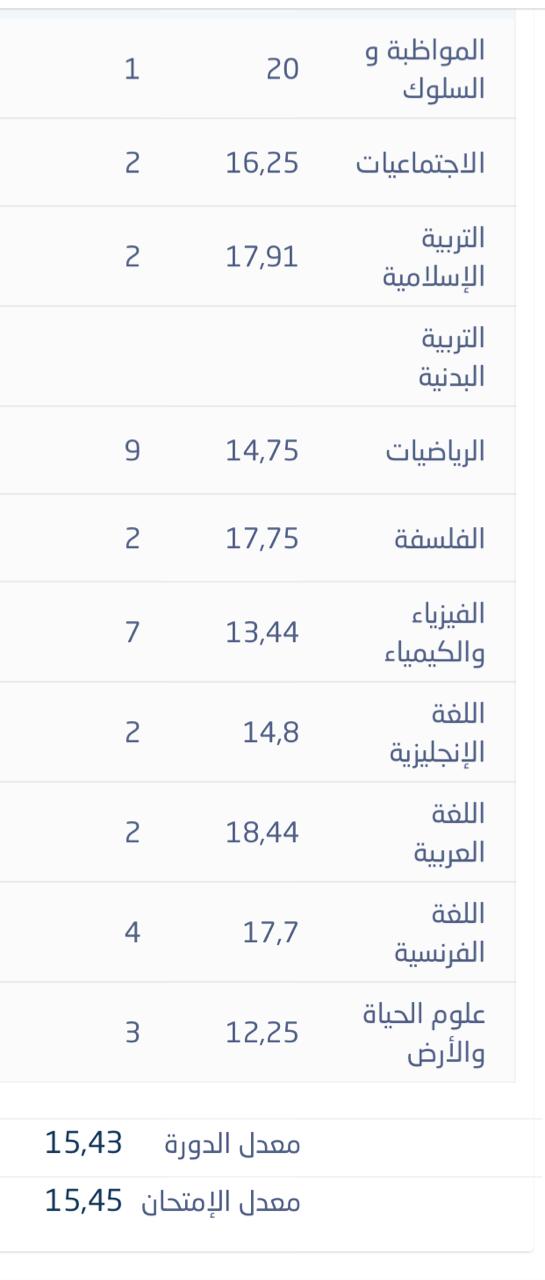 المواظبة و
السلوك
20
1
الاجتماعيات
16,25
2
التربية
الإسلامية
17,91
2
التربية
البدنية
الرياضيات
14,75
9
الفلسفة
17,75
2
الفيزياء
والكيمياء
13,44
7
اللغة
الإنجليزية
14,8
2
اللغة
العربية
18,44
2
اللغة
الفرنسية
17,7
4
علوم الحياة
والأرض
12,25
3
معدل الدورة 15,43
معدل الإمتحان 15,45